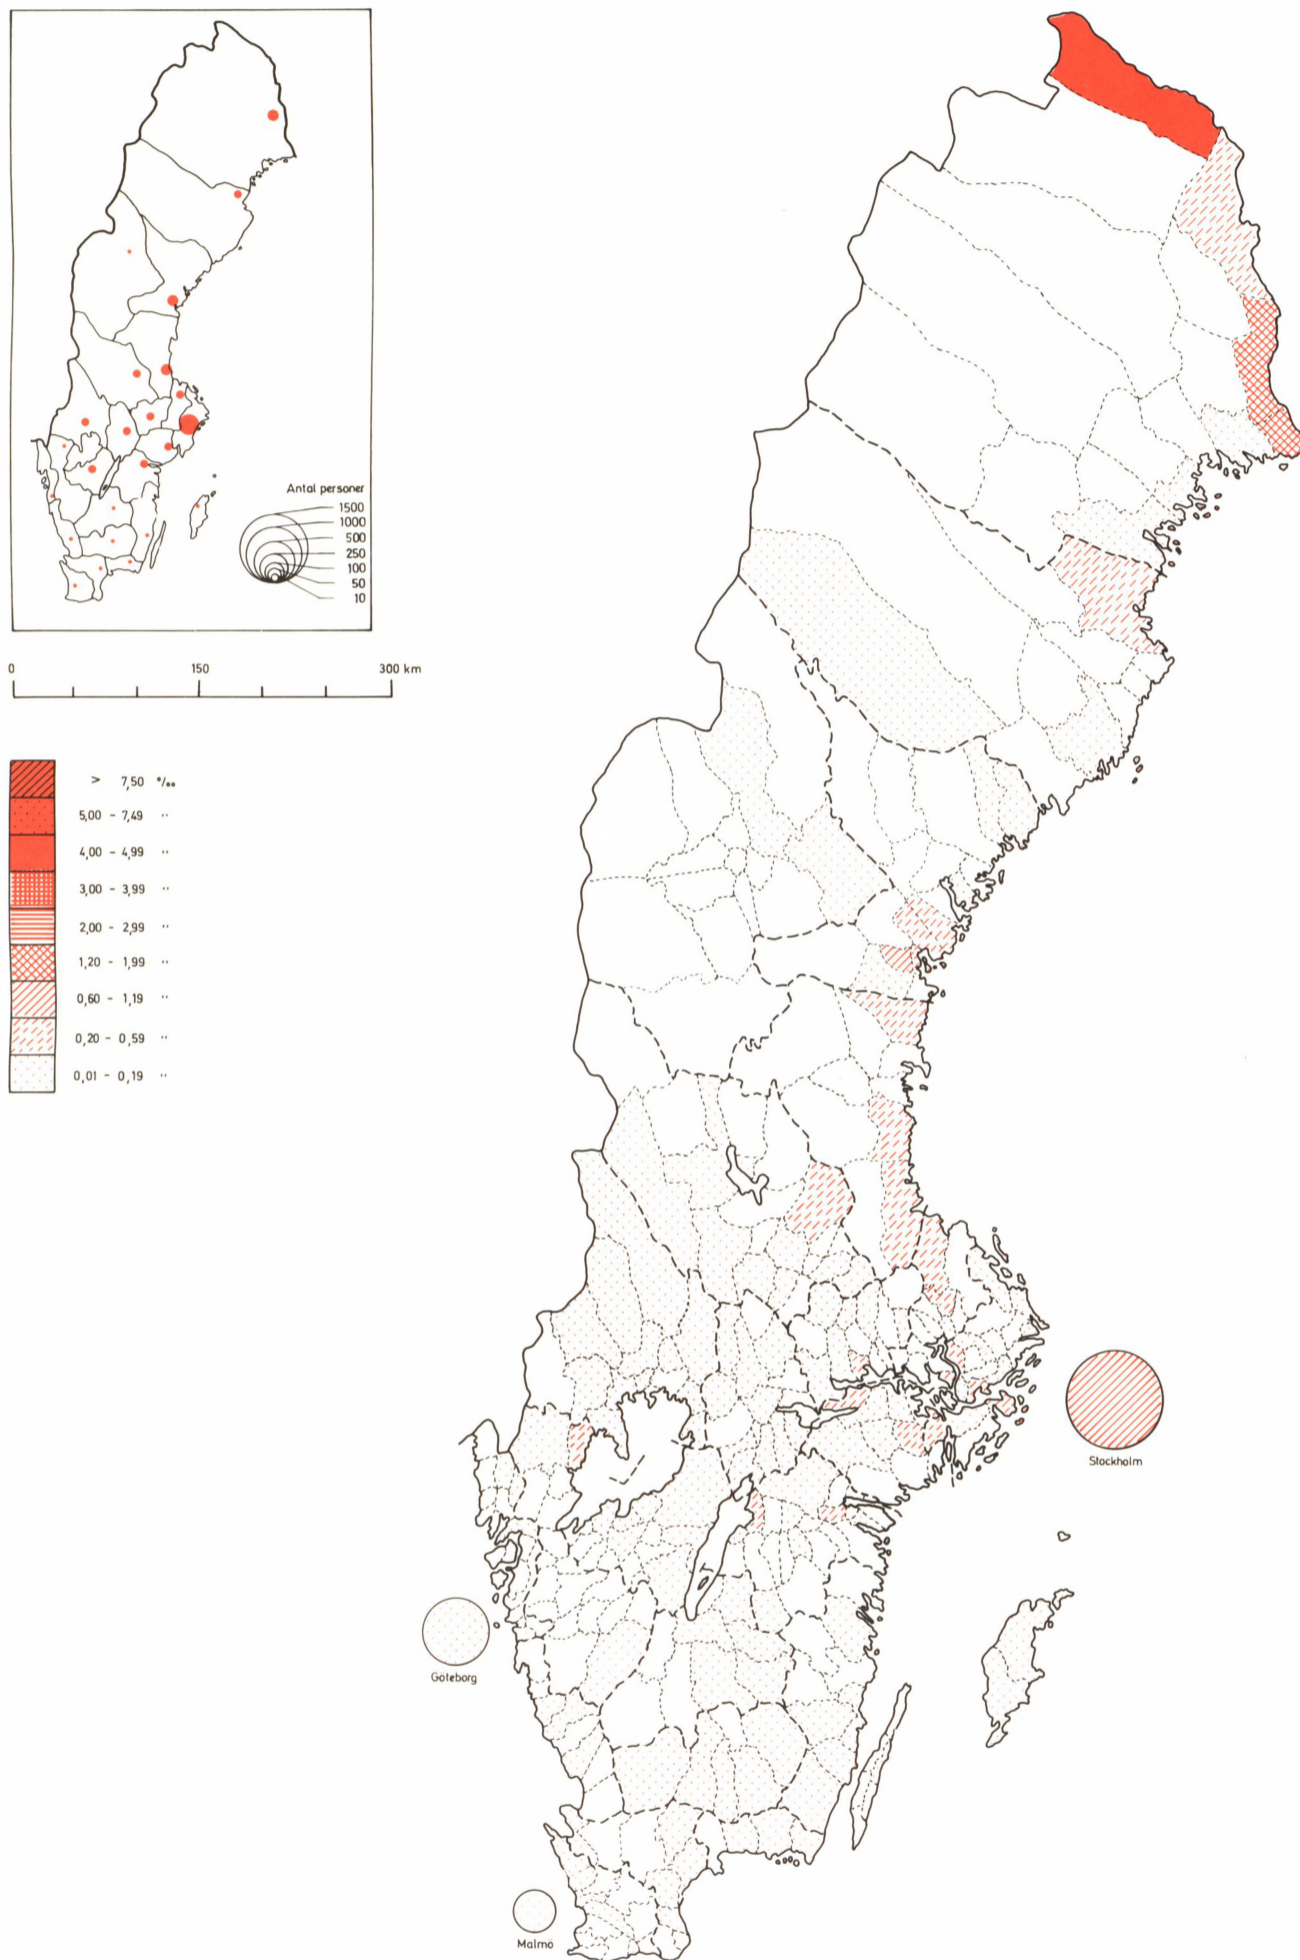 Antal personer
1500
1000
500
250
100
50
10
0 150 300 km
> 7,50 ‰
5,00 - 7,49 "
4,00 - 4,99 "
3,00 - 3,99 "
2,00 - 2,99 "
1,20 - 1,99 "
0,60 - 1,19 "
0,20 - 0,59 "
0,01 - 0,19 "
Stockholm
Göteborg
Malmö